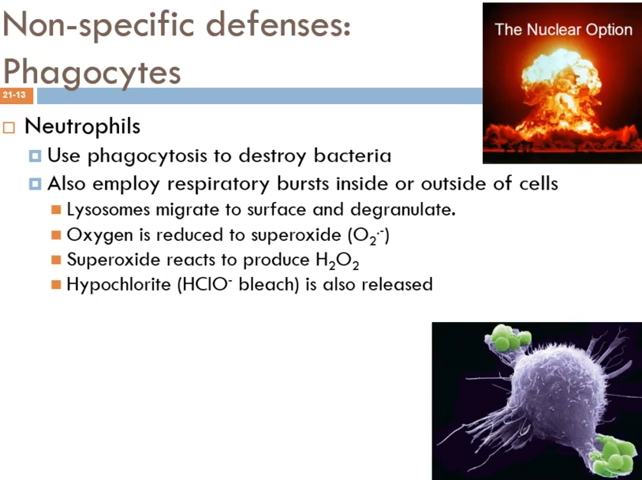 Non-specific defenses:
The Nuclear Option
Phagocytes
21-13
Neutrophils
Use phagocytosis to destroy bacteria
Also employ respiratory bursts inside or outside of cells
Lysosomes migrate to surface and degranulate.
Oxygen is reduced to superoxide (O₂·⁻)
Superoxide reacts to produce H₂O₂
Hypochlorite (HClO⁻ bleach) is also released